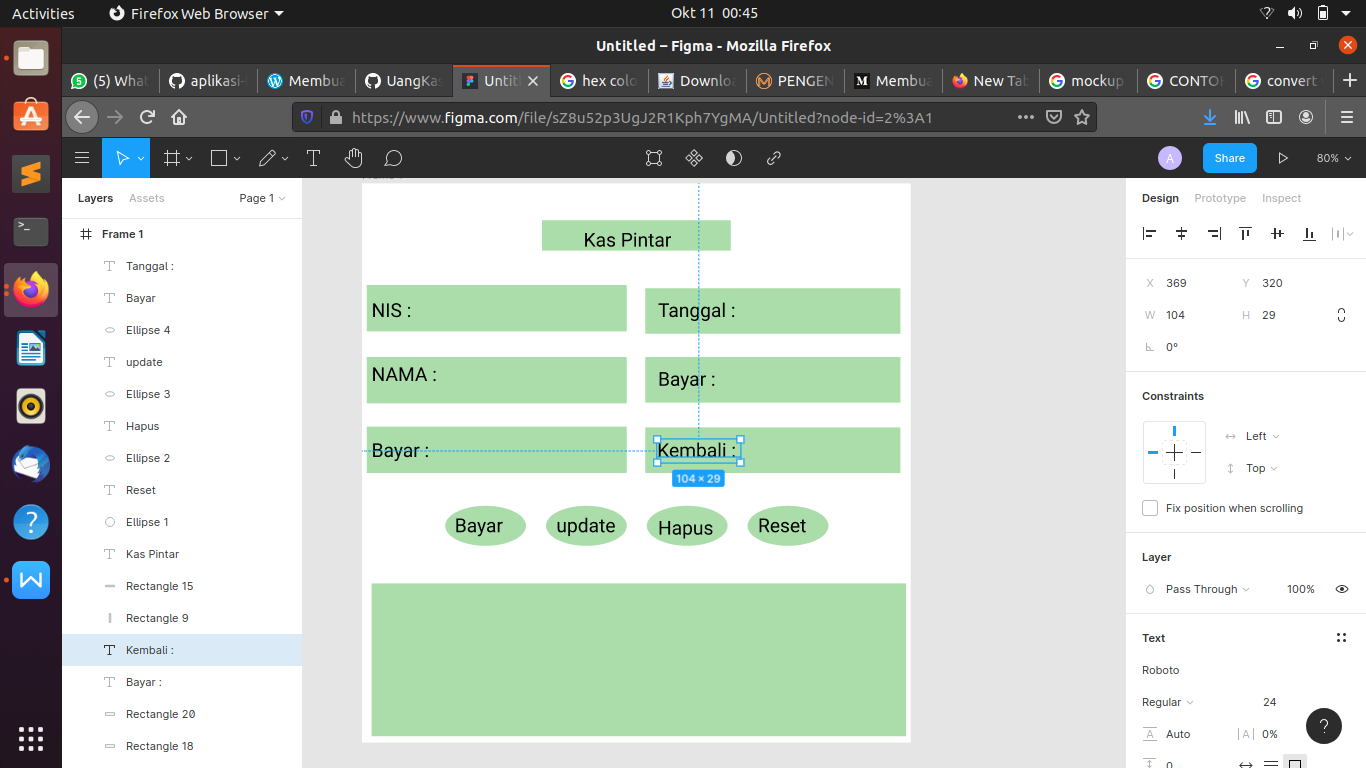 Activities
Firefox Web Browser
Okt 11 00:45
Untitled – Figma - Mozilla Firefox
(5) What
aplikasi-
Membua
UangKas
Untit
hex colo
Downlo
PENGEN
Membua
New Tab
mockup
CONTO
convert
https://www.figma.com/file/sZ8u52p3UgJ2R1Kph7YgMA/Untitled?node-id=2%3A1
A
Share
80%
Layers
Assets
Page 1
Design
Prototype
Inspect
Frame 1
Tanggal :
Bayar
Ellipse 4
update
Ellipse 3
Hapus
Ellipse 2
Reset
Ellipse 1
Kas Pintar
Rectangle 15
Rectangle 9
Kembali :
Bayar :
Rectangle 20
Rectangle 18
Kas Pintar
NIS :
Tanggal :
NAMA :
Bayar :
Bayar :
Kembali :
104 × 29
Bayar
update
Hapus
Reset
X 369 Y 320
W 104 H 29
0°
Constraints
Left
Top
Fix position when scrolling
Layer
Pass Through 100%
Text
Roboto
Regular 24
Auto 0%
0
?